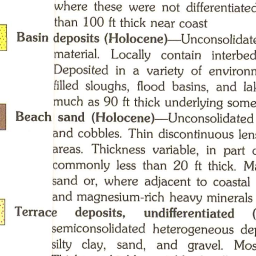 where these were not differentiated
than 100 ft thick near coast
Basin deposits (Holocene)—Unconsolidate
material. Locally contain interbed
Deposited in a variety of environm
filled sloughs, flood basins, and lak
much as 90 ft thick underlying some
Beach sand (Holocene)—Unconsolidated
and cobbles. Thin discontinuous lens
areas. Thickness variable, in part d
commonly less than 20 ft thick. Ma
sand or, where adjacent to coastal
and magnesium-rich heavy minerals
Terrace deposits, undifferentiated (
semiconsolidated heterogeneous dep
silty clay, sand, and gravel. Mos